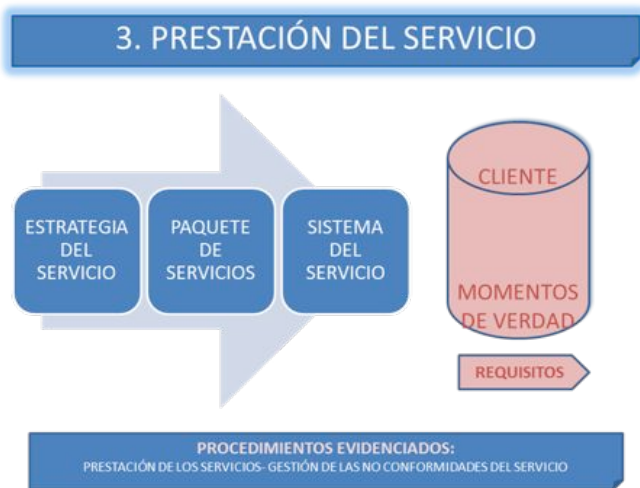 3. PRESTACIÓN DEL SERVICIO
ESTRATEGIA
DEL
SERVICIO
PAQUETE
DE
SERVICIOS
SISTEMA
DEL
SERVICIO
CLIENTE
MOMENTOS
DE VERDAD
REQUISITOS
PROCEDIMIENTOS EVIDENCIADOS:
PRESTACIÓN DE LOS SERVICIOS- GESTIÓN DE LAS NO CONFORMIDADES DEL SERVICIO